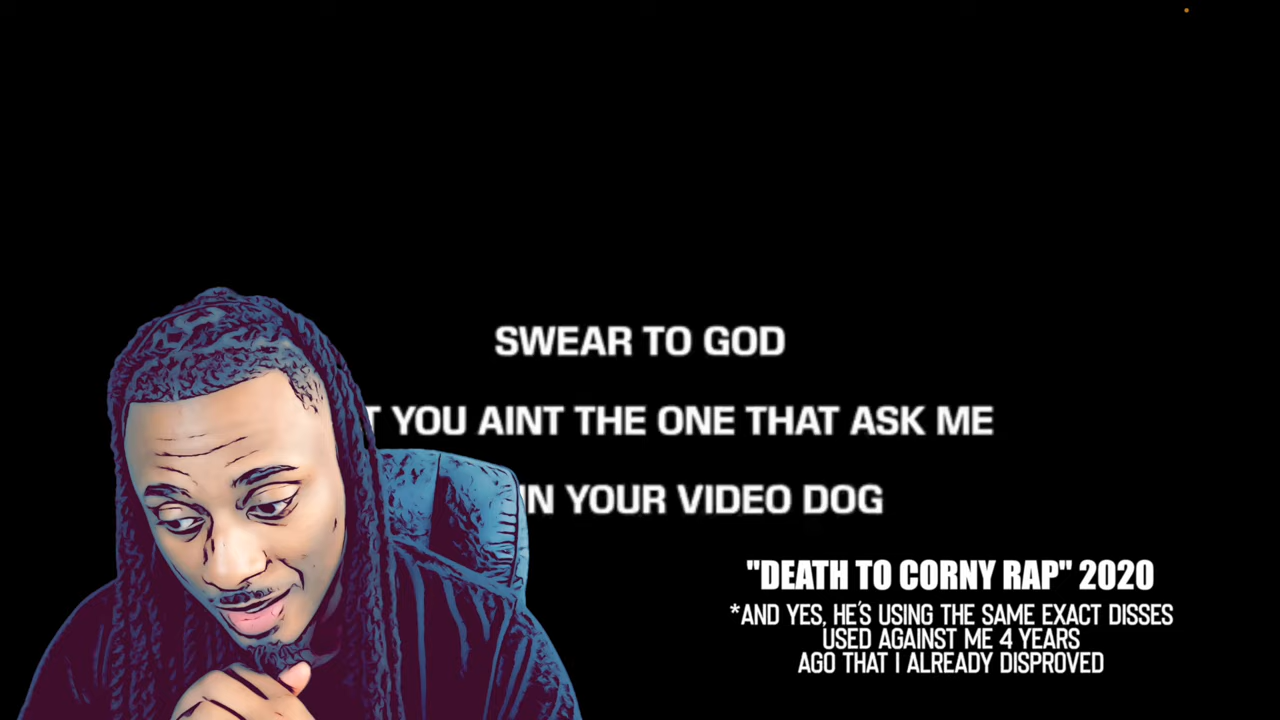 SWEAR TO GOD
YOU AINT THE ONE THAT ASK ME
IN YOUR VIDEO DOG
"DEATH TO CORNY RAP" 2020
*AND YES, HE'S USING THE SAME EXACT DISSES
USED AGAINST ME 4 YEARS
AGO THAT I ALREADY DISPROVED